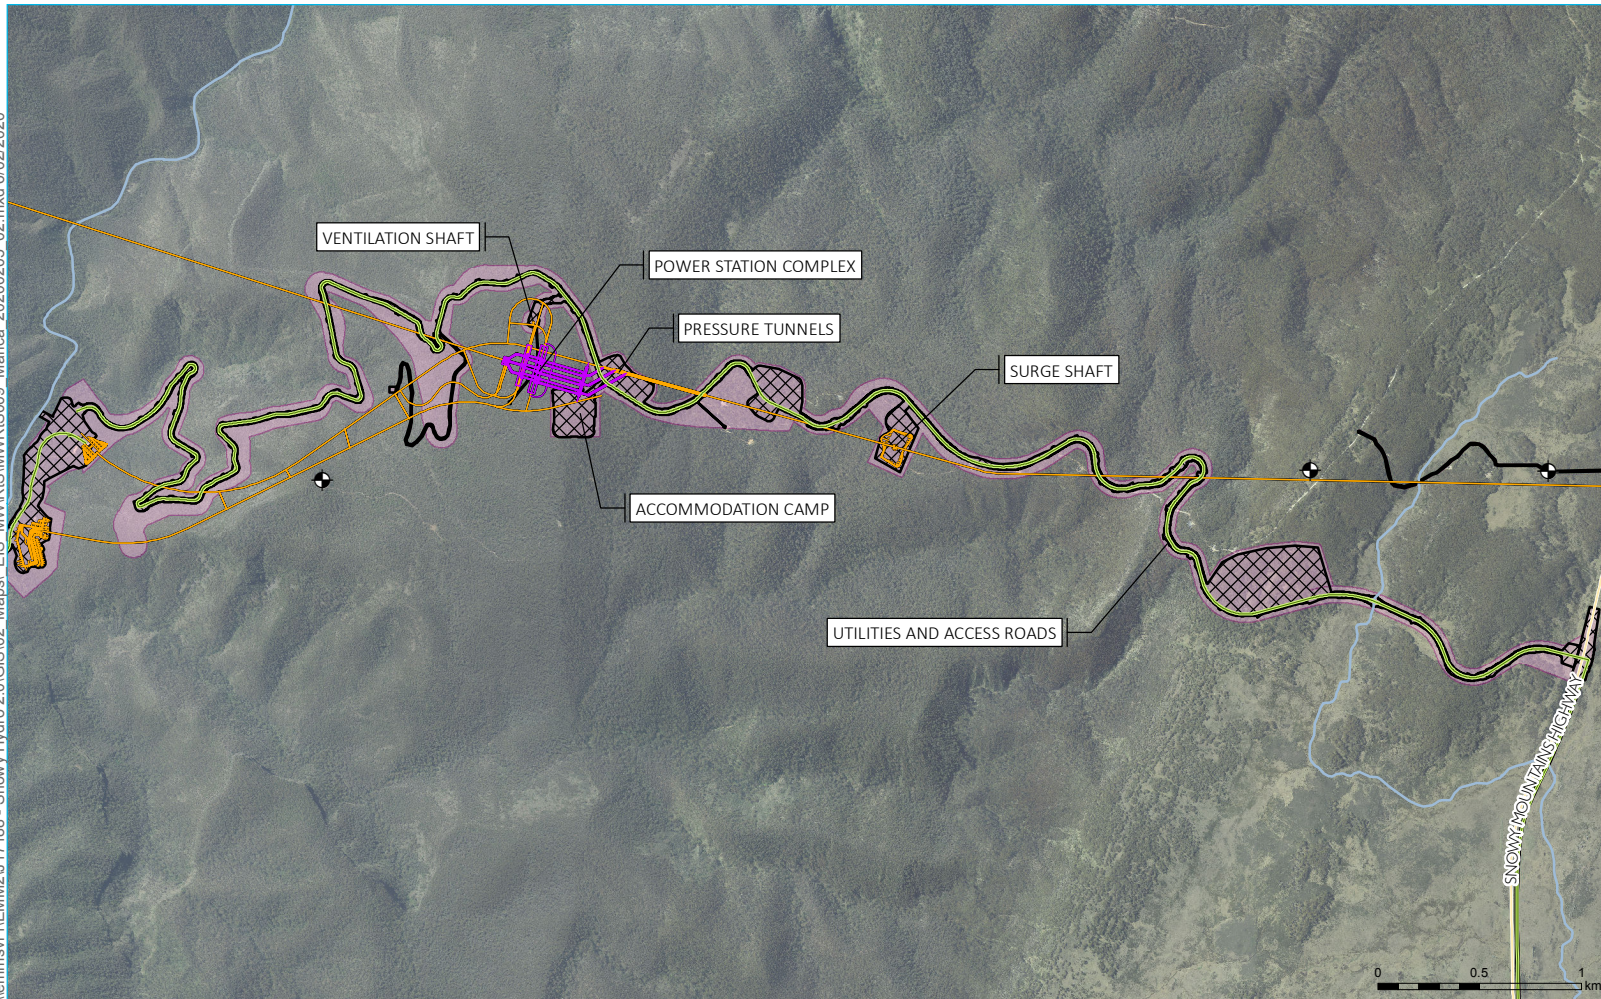 VENTILATION SHAFT
POWER STATION COMPLEX
PRESSURE TUNNELS
SURGE SHAFT
ACCOMMODATION CAMP
UTILITIES AND ACCESS ROADS
SNOWY MOUNTAINS HIGHWAY
0 0.5 1
km